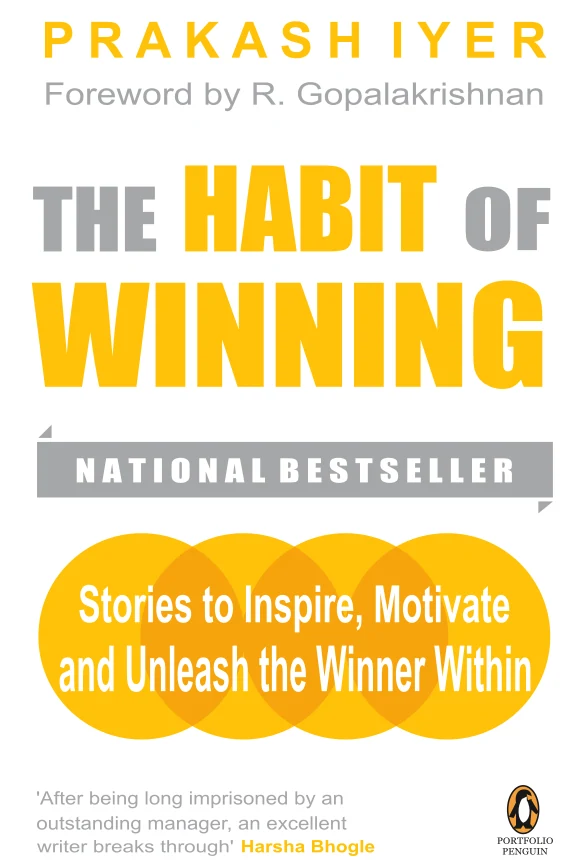 PRAKASH IYER
Foreword by R. Gopalakrishnan
THE HABIT OF
WINNING
NATIONAL BESTSELLER
Stories to Inspire, Motivate
and Unleash the Winner Within
'After being long imprisoned by an
outstanding manager, an excellent
writer breaks through' Harsha Bhogle
PORTFOLIO
PENGUIN